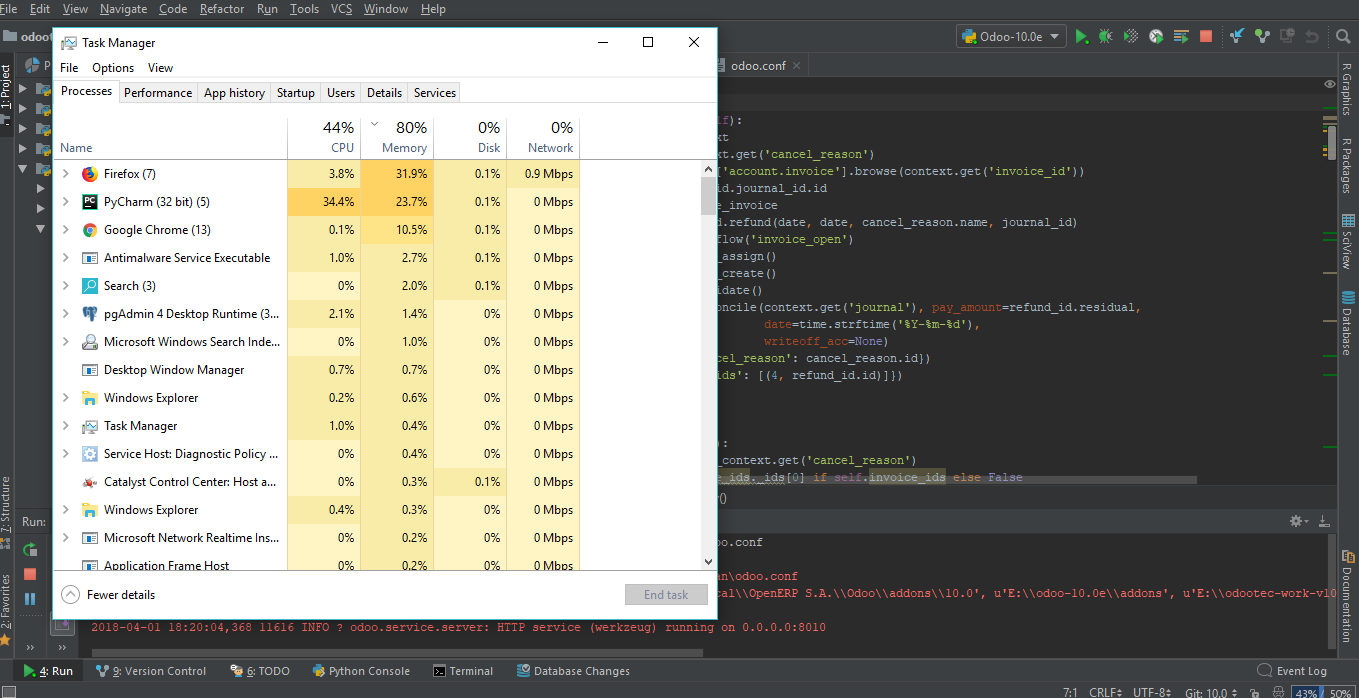 File Edit View Navigate Code Refactor Run Tools VCS Window Help
odoot
Odoo-10.0e
Task Manager
File Options View
Processes Performance App history Startup Users Details Services
44% 80% 0% 0%
Name CPU Memory Disk Network
Firefox (7) 3.8% 31.9% 0.1% 0.9 Mbps
PyCharm (32 bit) (5) 34.4% 23.7% 0.1% 0 Mbps
Google Chrome (13) 0.1% 10.5% 0.1% 0 Mbps
Antimalware Service Executable 1.0% 2.7% 0.1% 0 Mbps
Search (3) 0% 2.0% 0.1% 0 Mbps
pgAdmin 4 Desktop Runtime (3... 2.1% 1.4% 0% 0 Mbps
Microsoft Windows Search Inde... 0% 1.0% 0% 0 Mbps
Desktop Window Manager 0.7% 0.7% 0% 0 Mbps
Windows Explorer 0.2% 0.6% 0% 0 Mbps
Task Manager 1.0% 0.4% 0% 0 Mbps
Service Host: Diagnostic Policy ... 0% 0.4% 0% 0 Mbps
Catalyst Control Center: Host a... 0% 0.3% 0.1% 0 Mbps
Windows Explorer 0.4% 0.3% 0% 0 Mbps
Microsoft Network Realtime Ins... 0% 0.2% 0% 0 Mbps
Application Frame Host 0% 0.2% 0% 0 Mbps
Fewer details
End task
odoo.conf
lf):
xt
xt.get('cancel_reason')
['account.invoice'].browse(context.get('invoice_id'))
id.journal_id.id
e_invoice
d.refund(date, date, cancel_reason.name, journal_id)
flow('invoice_open')
_assign()
_create()
idate()
oncile(context.get('journal'), pay_amount=refund_id.residual,
date=time.strftime('%Y-%m-%d'),
writeoff_acc=None)
cel_reason': cancel_reason.id})
ids': [(4, refund_id.id)]})
):
_context.get('cancel_reason')
e_ids._ids[0] if self.invoice_ids else False
()
1: Project
7: Structure
2: Favorites
R Graphics
R Packages
SciView
Database
Documentation
Run:
oo.conf
an\odoo.conf
cal\\OpenERP S.A.\\Odoo\\addons\\10.0', u'E:\\odoo-10.0e\\addons', u'E:\\odootec-work-v10
2018-04-01 18:20:04,368 11616 INFO ? odoo.service.server: HTTP service (werkzeug) running on 0.0.0.0:8010
4: Run 9: Version Control 6: TODO Python Console Terminal Database Changes Event Log
7:1 CRLF UTF-8 Git: 10.0 43% 50%